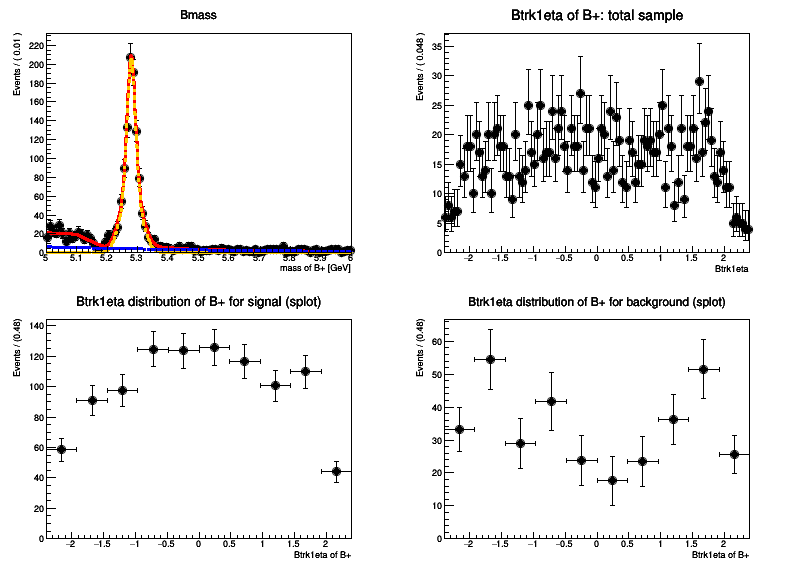 Bmass
Events / ( 0.01 )
220
200
180
160
140
120
100
80
60
40
20
0
5 5.1 5.2 5.3 5.4 5.5 5.6 5.7 5.8 5.9 6
mass of B+ [GeV]
Btrk1eta of B+: total sample
Events / ( 0.048 )
35
30
25
20
15
10
5
0
−2 −1.5 −1 −0.5 0 0.5 1 1.5 2
Btrk1eta
Btrk1eta distribution of B+ for signal (splot)
Events / (0.48)
140
120
100
80
60
40
20
0
−2 −1.5 −1 −0.5 0 0.5 1 1.5 2
Btrk1eta of B+
Btrk1eta distribution of B+ for background (splot)
Events / (0.48)
60
50
40
30
20
10
0
−2 −1.5 −1 −0.5 0 0.5 1 1.5 2
Btrk1eta of B+